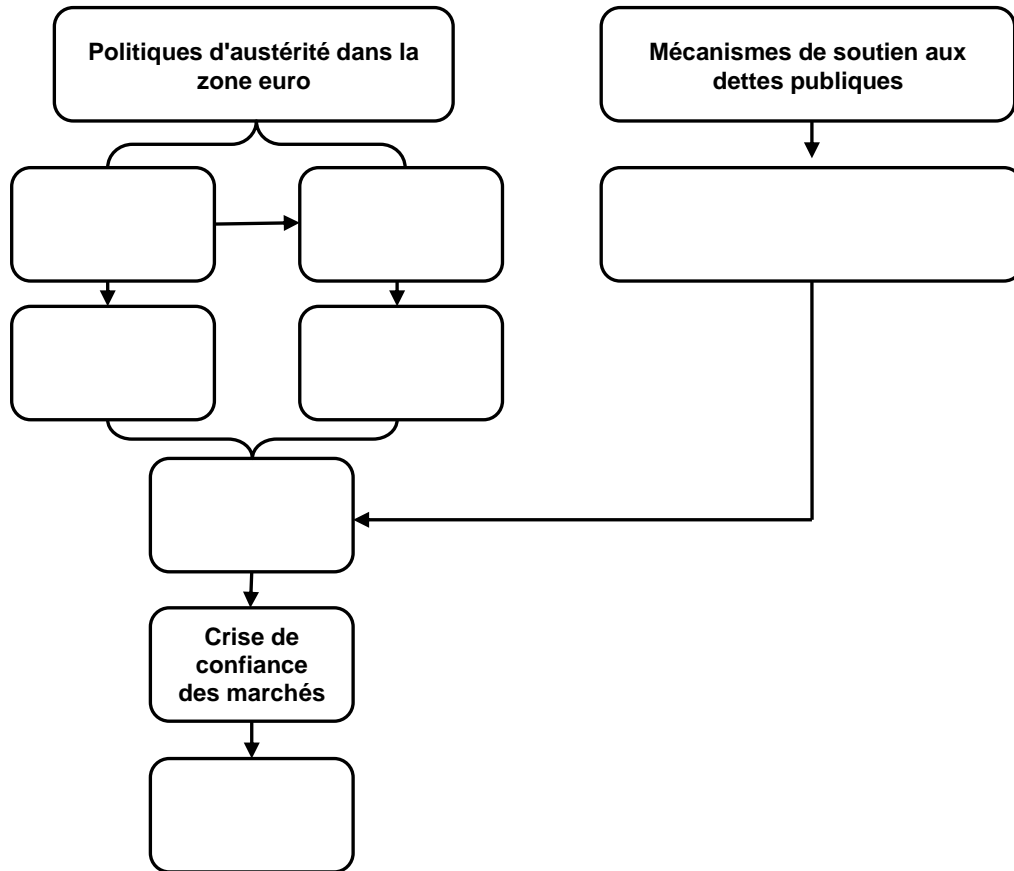 Politiques d'austérité dans la
zone euro
Mécanismes de soutien aux
dettes publiques
Crise de
confiance
des marchés